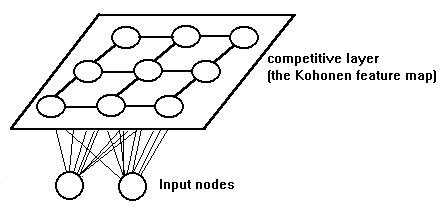 competitive layer
(the Kohonen feature map)
Input nodes